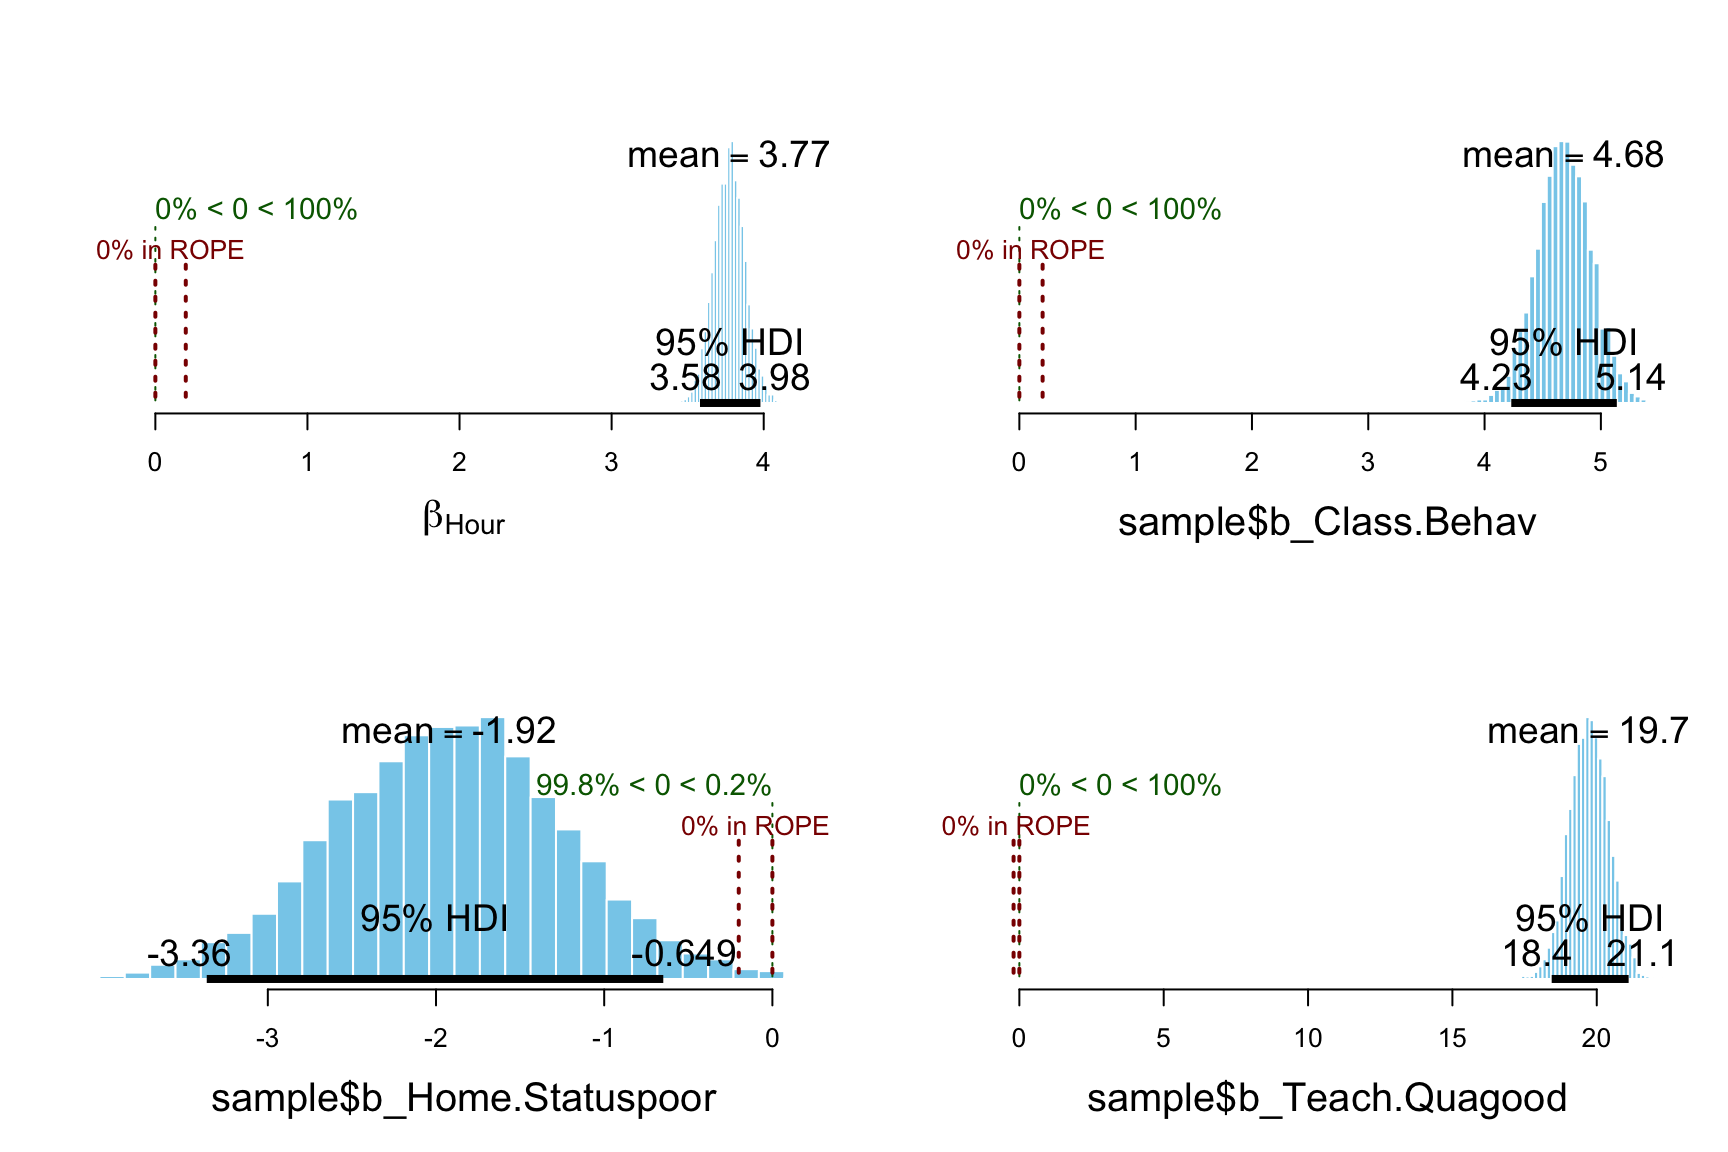 mean = 3.77
0% < 0 < 100%
0% in ROPE
95% HDI
3.58 3.98
0 1 2 3 4
βHour
mean = 4.68
0% < 0 < 100%
0% in ROPE
95% HDI
4.23 5.14
0 1 2 3 4 5
sample$b_Class.Behav
mean = -1.92
99.8% < 0 < 0.2%
0% in ROPE
95% HDI
-3.36 -0.649
-3 -2 -1 0
sample$b_Home.Statuspoor
mean = 19.7
0% < 0 < 100%
0% in ROPE
95% HDI
18.4 21.1
0 5 10 15 20
sample$b_Teach.Quagood